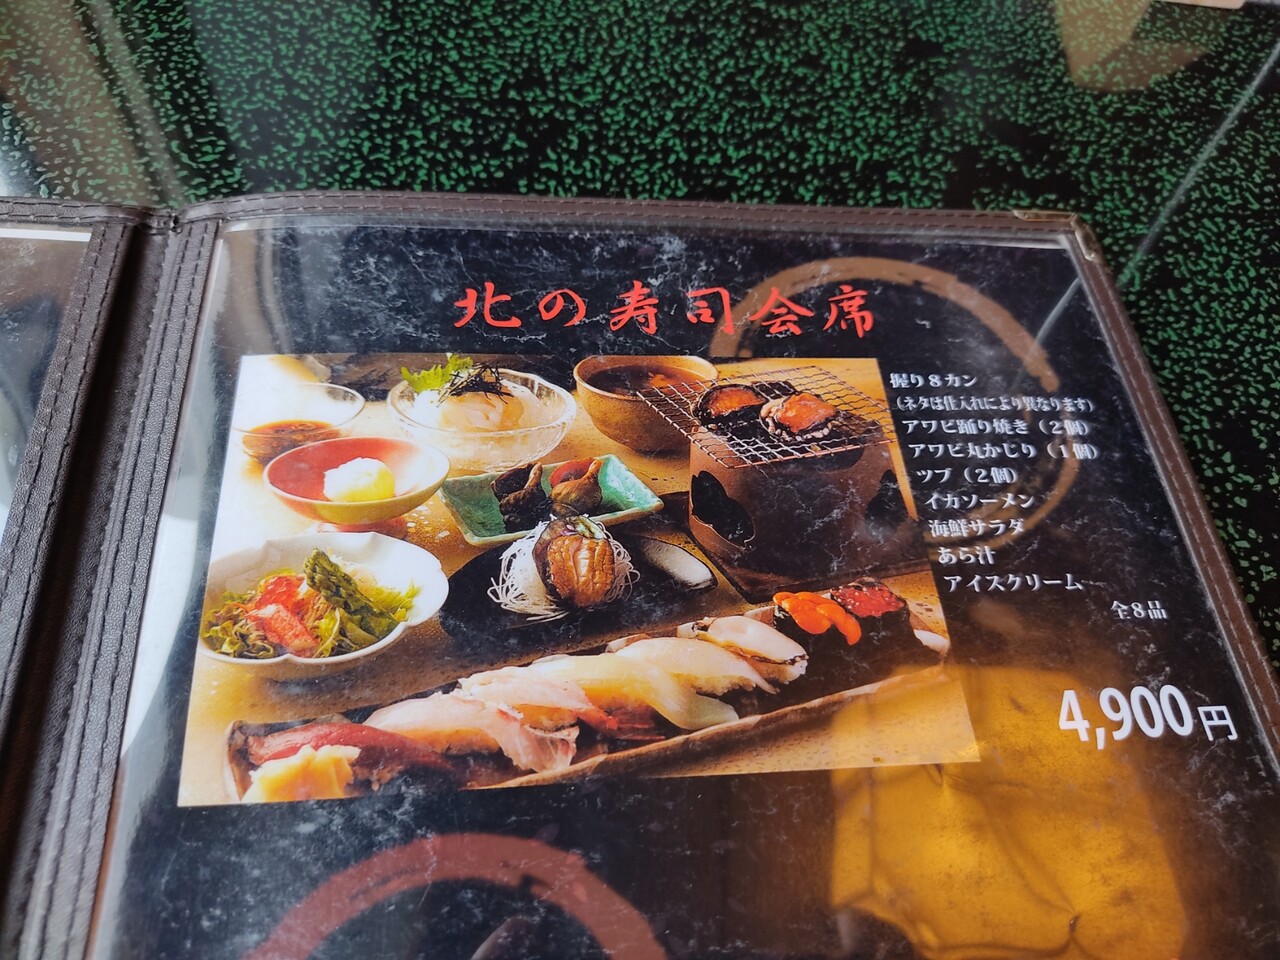 北の寿司会席
握り8カン
(ネタは仕入れにより異なります)
アワビ踊り焼き(2個)
アワビ丸かじり(1個)
ツブ(2個)
イカソーメン
海鮮サラダ
あら汁
アイスクリーム
全8品
4,900円